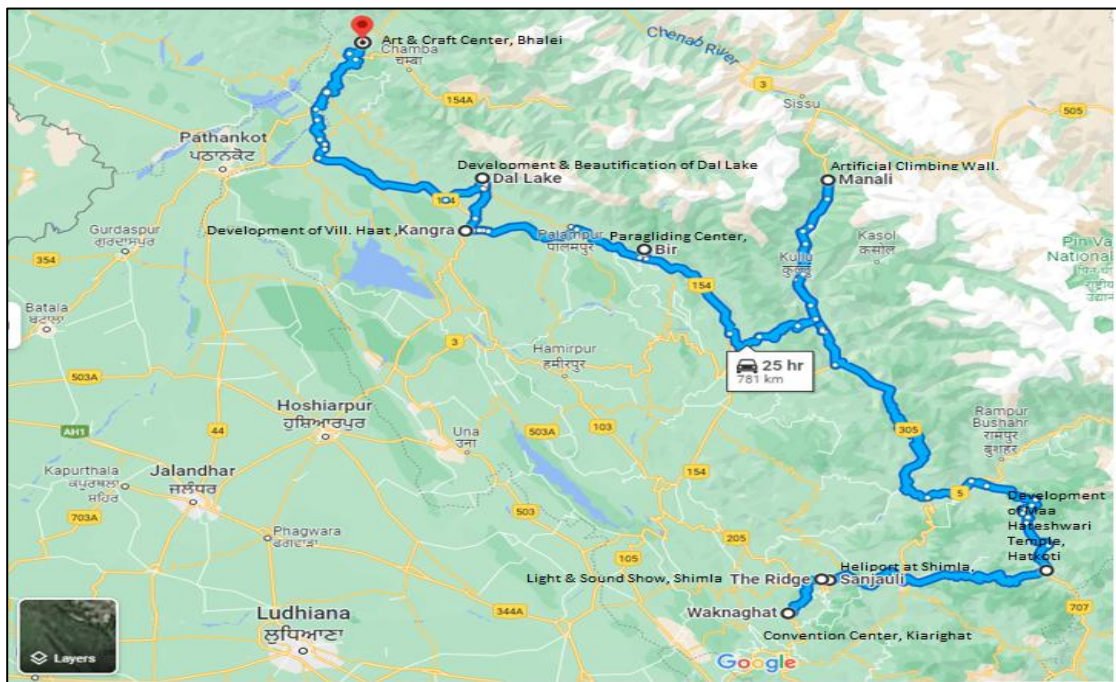 Art & Craft Center, Bhalei
Chamba
चम्बा
Chenab River
3
Sissu
505
154A
Pathankot
ਪਠਾਨਕੋਟ
Development & Beautification of Dal Lake
Dal Lake
Artificial Climbing Wall.
Manali
Gurdaspur
ਗੁਰਦਾਸਪੁਰ
Development of Vill. Haat ,
Kangra
Palampur
पालमपुर
Paragliding Center,
Bir
Kasol
कसोल
Kullu
कुल्लू
Pin Va
National
354
154
Batala
ਬਟਾਲਾ
3
Hamirpur
हमीरपुर
25 hr
781 km
503A
Hoshiarpur
ਹੁਸ਼ਿਆਰਪੁਰ
Una
ऊना
503A
103
AH1
44
305
Rampur
Bushahr
रामपुर
बुशहर
Kapurthala
ਕਪੂਰਥਲਾ
ਸ਼ਹਿਰ
Jalandhar
ਜਲੰਧਰ
154
5
Development
of Maa
Hateshwari
Temple,
Hatkoti
703A
Phagwara
ਫਗਵਾੜਾ
503
105
205
Light & Sound Show, Shimla
The Ridge
Heliport at Shimla,
Sanjauli
344A
Waknaghat
707
Ludhiana
ਲੁਧਿਆਣਾ
Convention Center, Kiarighat
Layers
Google